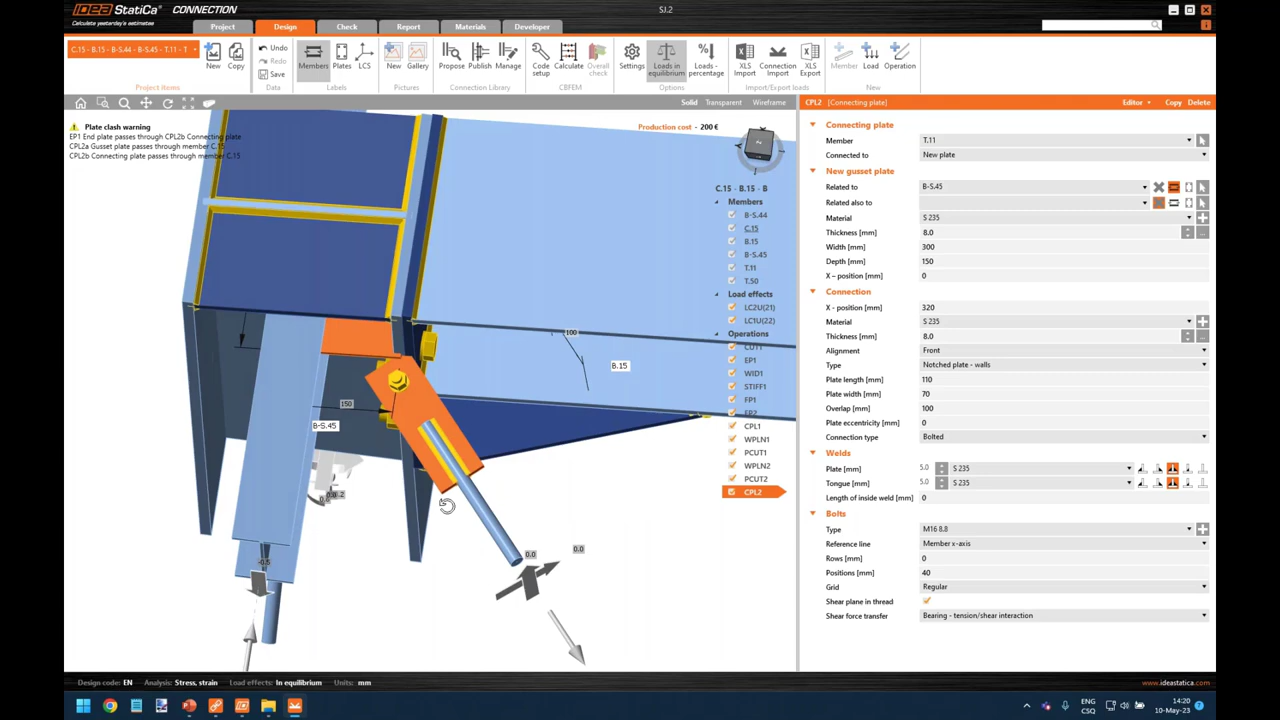 IDEA StatiCa CONNECTION
Calculate yesterday's estimates
SJ.2
Project
Design
Check
Report
Materials
Developer
C.15 - B.15 - B-S.44 - B-S.45 - T.11 - T
New
Copy
Undo
Redo
Save
Members
Plates
LCS
New
Gallery
Propose
Publish
Manage
Code setup
Calculate
Overall check
Settings
Loads in equilibrium
Loads - percentage
XLS Import
Connection Import
XLS Export
Member
Load
Operation
Project items
Data
Labels
Pictures
Connection Library
CBFEM
Options
Import/Export loads
New
Solid
Transparent
Wireframe
CPL2 [Connecting plate]
Editor
Copy
Delete
Plate clash warning
EP1 End plate passes through CPL2b Connecting plate
CPL2a Gusset plate passes through member C.15
CPL2b Connecting plate passes through member C.15
Production cost - 200 €
C.15 - B.15 - B
Members
B-S.44
C.15
B.15
B-S.45
T.11
T.50
Load effects
LC2U(21)
LC1U(22)
Operations
CUT1
EP1
WID1
STIFF1
FP1
FP2
CPL1
WPLN1
PCUT1
WPLN2
PCUT2
CPL2
100
B.15
150
B-S.45
0.0
0.0
Connecting plate
Member T.11
Connected to New plate
New gusset plate
Related to B-S.45
Related also to
Material S 235
Thickness [mm] 8.0
Width [mm] 300
Depth [mm] 150
X – position [mm] 0
Connection
X - position [mm] 320
Material S 235
Thickness [mm] 8.0
Alignment Front
Type Notched plate - walls
Plate length [mm] 110
Plate width [mm] 70
Overlap [mm] 100
Plate eccentricity [mm] 0
Connection type Bolted
Welds
Plate [mm] 5.0 S 235
Tongue [mm] 5.0 S 235
Length of inside weld [mm] 0
Bolts
Type M16 8.8
Reference line Member x-axis
Rows [mm] 0
Positions [mm] 40
Grid Regular
Shear plane in thread
Shear force transfer Bearing - tension/shear interaction
Design code: EN Analysis: Stress, strain Load effects: In equilibrium Units: mm
www.ideastatica.com
ENG
CSQ
14:20
10-May-23